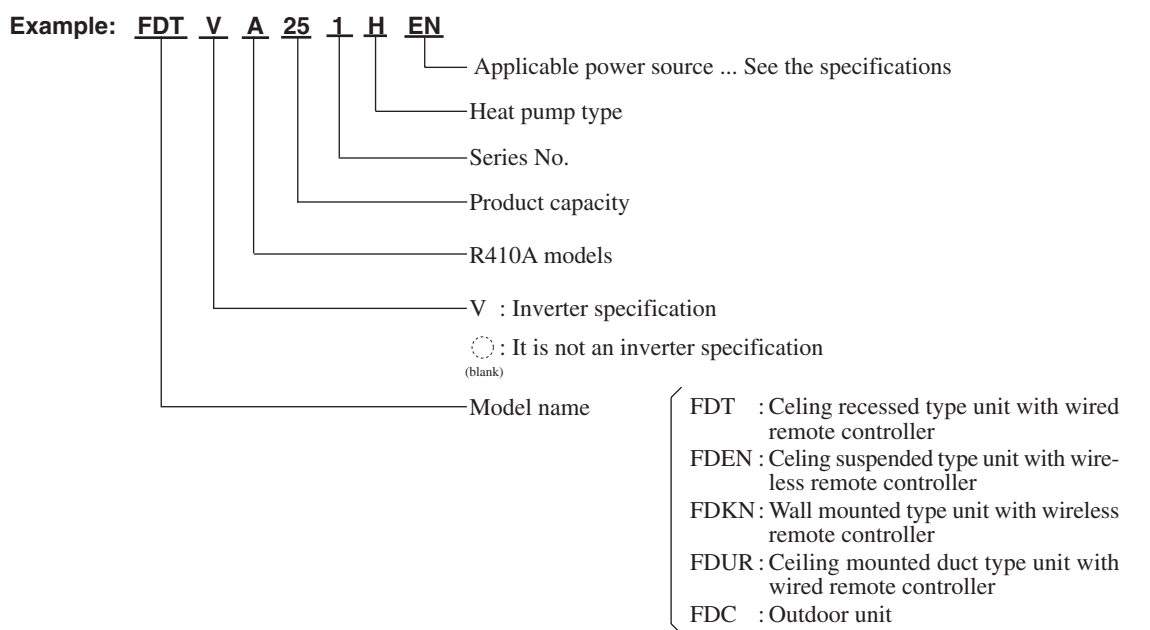 Example: FDT V A 25 1 H EN
Applicable power source ... See the specifications
Heat pump type
Series No.
Product capacity
R410A models
V : Inverter specification
: It is not an inverter specification
(blank)
Model name
FDT : Celing recessed type unit with wired
remote controller
FDEN : Celing suspended type unit with wire-
less remote controller
FDKN : Wall mounted type unit with wireless
remote controller
FDUR : Ceiling mounted duct type unit with
wired remote controller
FDC : Outdoor unit